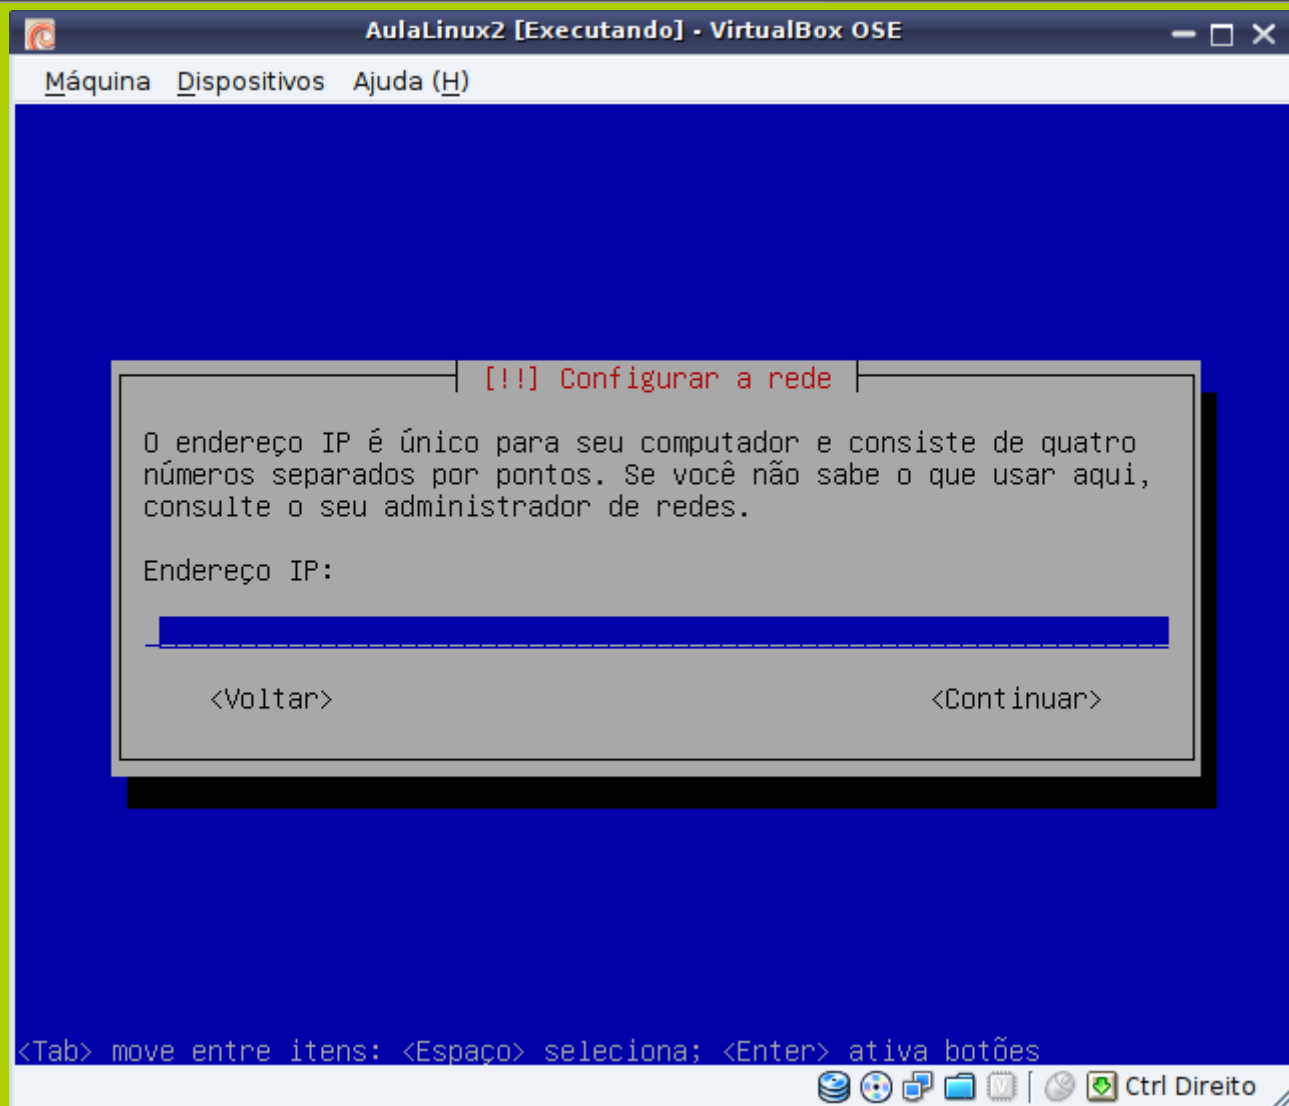 AulaLinux2 [Executando] - VirtualBox OSE
Máquina Dispositivos Ajuda (H)
[!!] Configurar a rede
O endereço IP é único para seu computador e consiste de quatro
números separados por pontos. Se você não sabe o que usar aqui,
consulte o seu administrador de redes.
Endereço IP:
<Voltar> <Continuar>
<Tab> move entre itens: <Espaço> seleciona; <Enter> ativa botões
Ctrl Direito